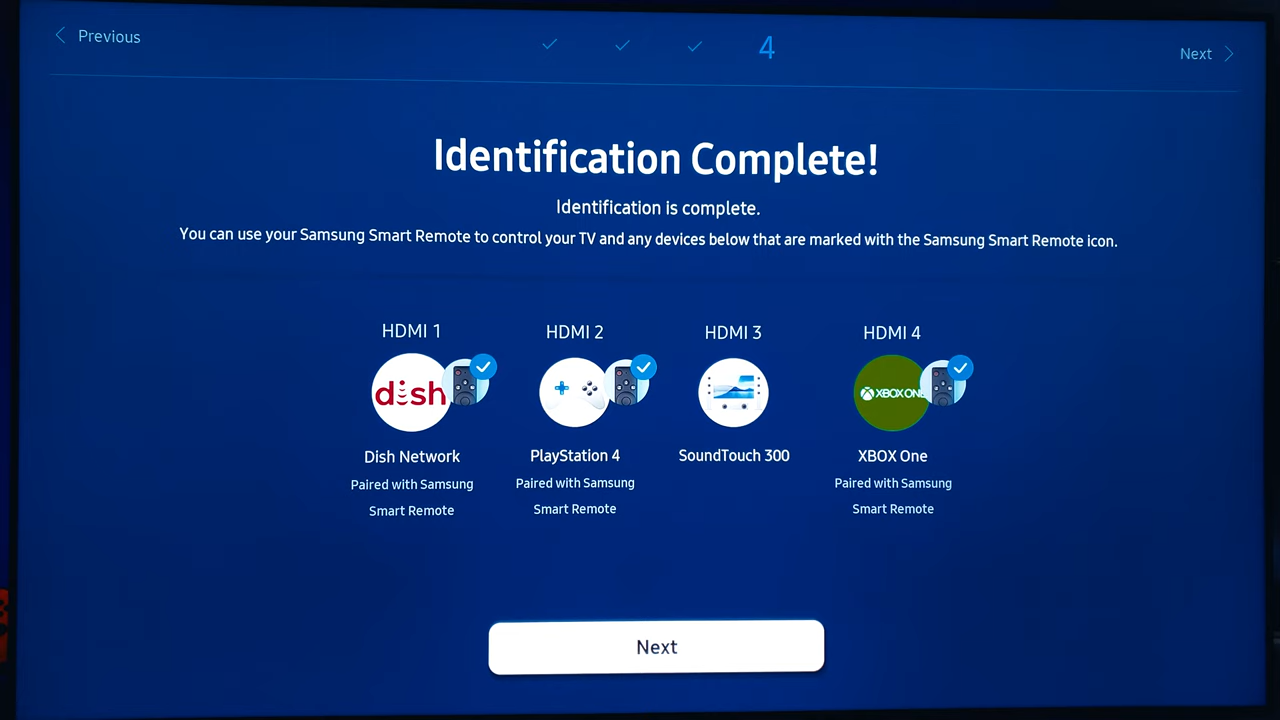 Previous
4
Next
Identification Complete!
Identification is complete.
You can use your Samsung Smart Remote to control your TV and any devices below that are marked with the Samsung Smart Remote icon.
HDMI 1
HDMI 2
HDMI 3
HDMI 4
dish
XBOX ONE
Dish Network
PlayStation 4
SoundTouch 300
XBOX One
Paired with Samsung
Smart Remote
Paired with Samsung
Smart Remote
Paired with Samsung
Smart Remote
Next